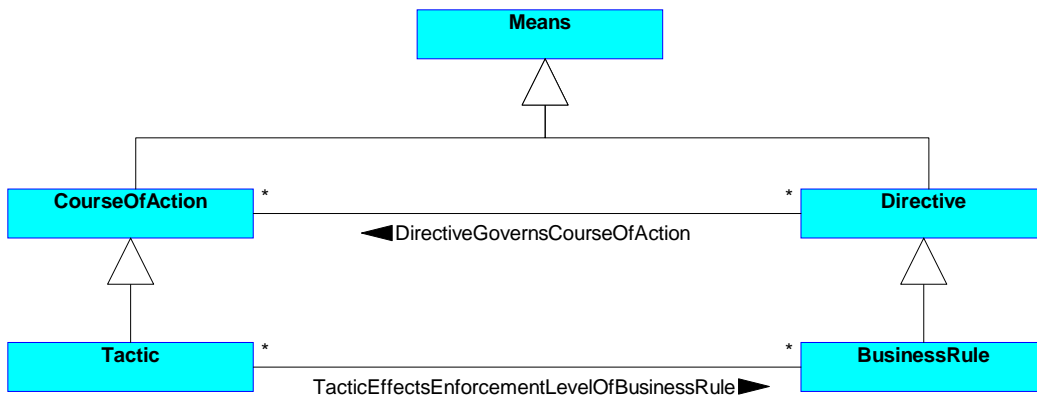 Means
CourseOfAction
*
*
Directive
DirectiveGovernsCourseOfAction
Tactic
*
*
BusinessRule
TacticEffectsEnforcementLevelOfBusinessRule